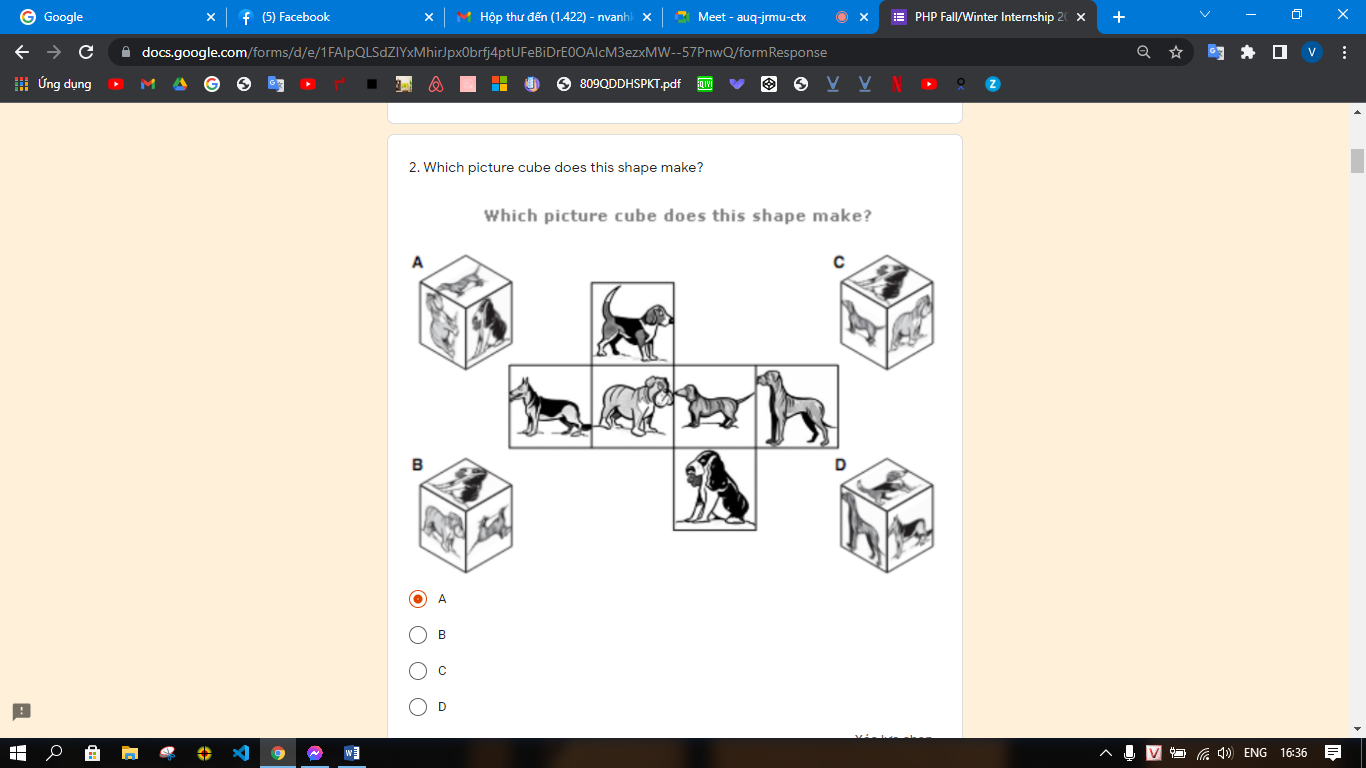 Google
(5) Facebook
Hộp thư đến (1.422) - nvanh
Meet - auq-jrmu-ctx
PHP Fall/Winter Internship 20
docs.google.com/forms/d/e/1FAIpQLSdZIYxMhirJpx0brfj4ptUFeBiDrE0OAIcM3ezxMW--57PnwQ/formResponse
V
Ứng dụng
809QDDHSPKT.pdf
2. Which picture cube does this shape make?
Which picture cube does this shape make?
A
C
B
D
A
B
C
D
ENG
16:36